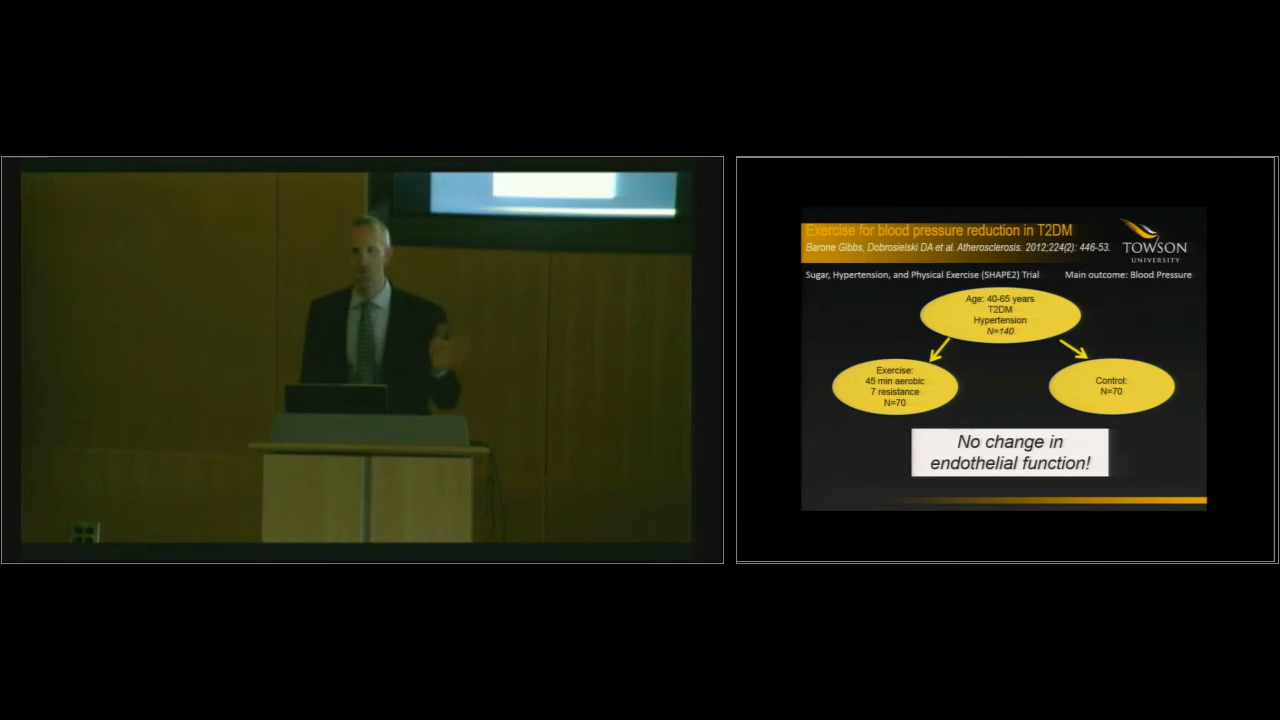 Exercise for blood pressure reduction in T2DM
Barone Gibbs, Dobrosielski DA et al. Atherosclerosis. 2012;224(2): 446-53.
TOWSON
UNIVERSITY
Sugar, Hypertension, and Physical Exercise (SHAPE2) Trial
Main outcome: Blood Pressure
Age: 40-65 years
T2DM
Hypertension
N=140
Exercise:
45 min aerobic
7 resistance
N=70
Control:
N=70
No change in
endothelial function!